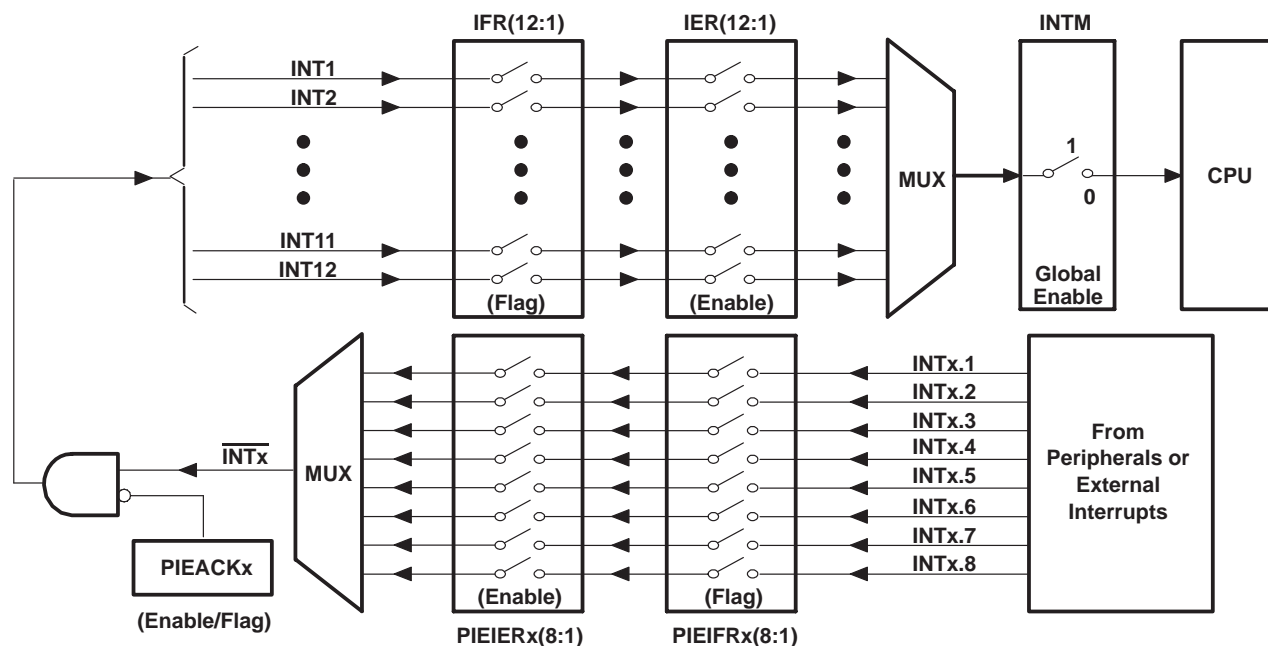 IFR(12:1)
IER(12:1)
INTM
INT1
INT2
1
MUX
CPU
0
INT11
INT12
Global
Enable
(Flag)
(Enable)
INTx.1
INTx.2
INTx.3
INTx.4
INTx.5
INTx.6
INTx.7
INTx.8
From
Peripherals or
External
Interrupts
INTx
MUX
PIEACKx
(Enable/Flag)
(Enable)
(Flag)
PIEIERx(8:1)
PIEIFRx(8:1)